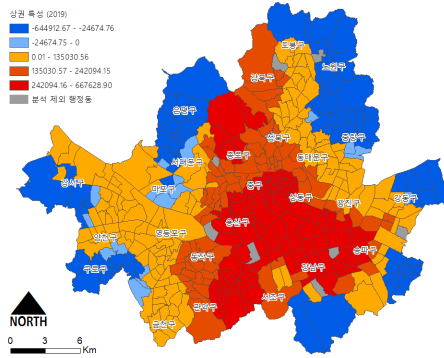 상권 특성 (2019)
-644912.67 - -24674.76
-24674.75 - 0
0.01 - 135030.56
135030.57 - 242094.15
242094.16 - 667628.90
분석 제외 행정동
도봉구
노원구
강북구
은평구
성북구
중랑구
종로구
동대문구
서대문구
강서구
마포구
중구
성동구
강동구
광진구
용산구
양천구
영등포구
송파구
동작구
강남구
구로구
서초구
관악구
금천구
NORTH
0 3 6
Km